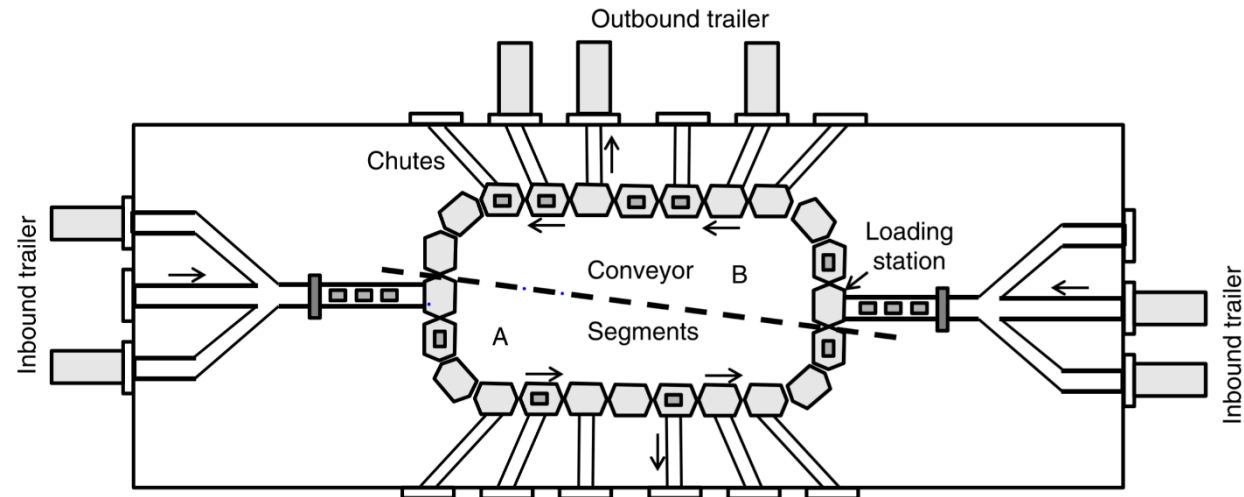 Outbound trailer
Chutes
Inbound trailer
Loading
station
Conveyor
B
Segments
A
Inbound trailer